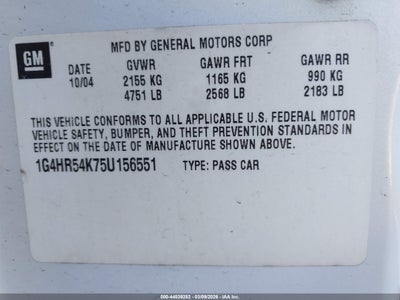 GM
MFD BY GENERAL MOTORS CORP
DATE GVWR GAWR FRT GAWR RR
10/04 2155 KG 1165 KG 990 KG
4751 LB 2568 LB 2183 LB
THIS VEHICLE CONFORMS TO ALL APPLICABLE U.S. FEDERAL MOTOR
VEHICLE SAFETY, BUMPER, AND THEFT PREVENTION STANDARDS IN
EFFECT ON THE DATE OF MANUFACTURE SHOWN ABOVE.
1G4HR54K75U156551 TYPE: PASS CAR
000-44039282 - 03/09/2026 - IAAI.COM